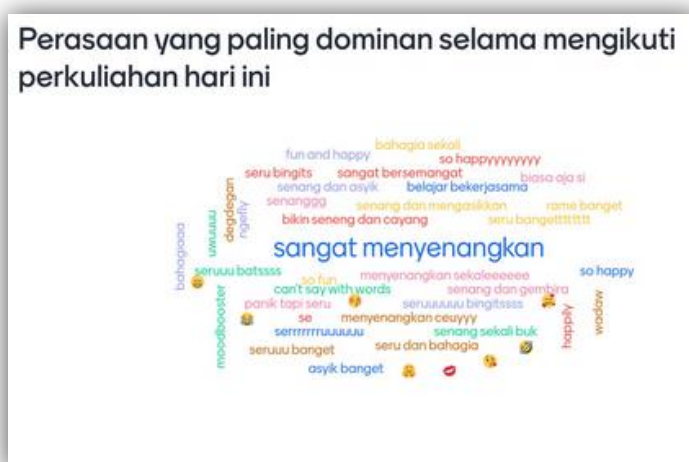 Perasaan yang paling dominan selama mengikuti
perkuliahan hari ini
bahagia sekali
fun and happy
so happyyyyyyyy
seru bingits
sangat bersemangat
biasa aja si
senang dan asyik
belajar bekerjasama
senanggg
senang dan mengasikkan
rame banget
bikin seneng dan cayang
seru bangettttttt
degdegan
ngefly
uwuuuu
bahagiaaa
sangat menyenangkan
seruuu batssss
so fun
menyenangkan sekaleeeeee
so happy
can't say with words
senang dan gembira
panik tapi seru
seruuuuuu bingitssss
moodbooster
se
menyenangkan ceuyyy
happily
wadaw
serrrrrrruuuuuu
senang sekali buk
seruuu banget
seru dan bahagia
asyik banget